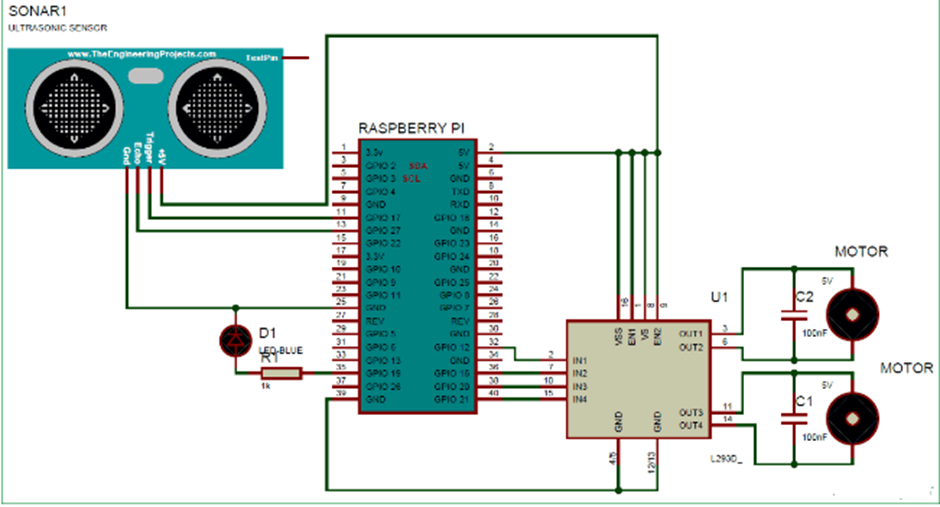 SONAR1
ULTRASONIC SENSOR
www.TheEngineeringProjects.com
TestPin
Gnd
Echo
Trigger
+5V
RASPBERRY PI
1 3.3v 5V 2
3 GPIO 2 SDA 5V 4
5 GPIO 3 SCL GND 6
7 GPIO 4 TXD 8
9 GND RXD 10
11 GPIO 17 GPIO 18 12
13 GPIO 27 GND
15 GPIO 22 GPIO 23 16
17 3.3V GPIO 24 18
19 GPIO 10 GND 20
21 GPIO 9 GPIO 25 22
23 GPIO 11 GPIO 8 24
25 GND GPIO 7 26
27 REV REV 28
29 GPIO 5 GND 30
31 GPIO 6 GPIO 12 32
33 GPIO 13 GND 34
35 GPIO 19 GPIO 16 36
37 GPIO 26 GPIO 20 38
39 GND GPIO 21 40
D1
LED-BLUE
R1
1k
U1
16 1 8 9
VSS EN1 VS EN2
2 IN1
7 IN2
10 IN3
15 IN4
OUT1 3
OUT2 6
OUT3 11
OUT4 14
GND GND
4/5 12/13
L293D_
MOTOR
5V
C2
100nF
MOTOR
5V
C1
100nF